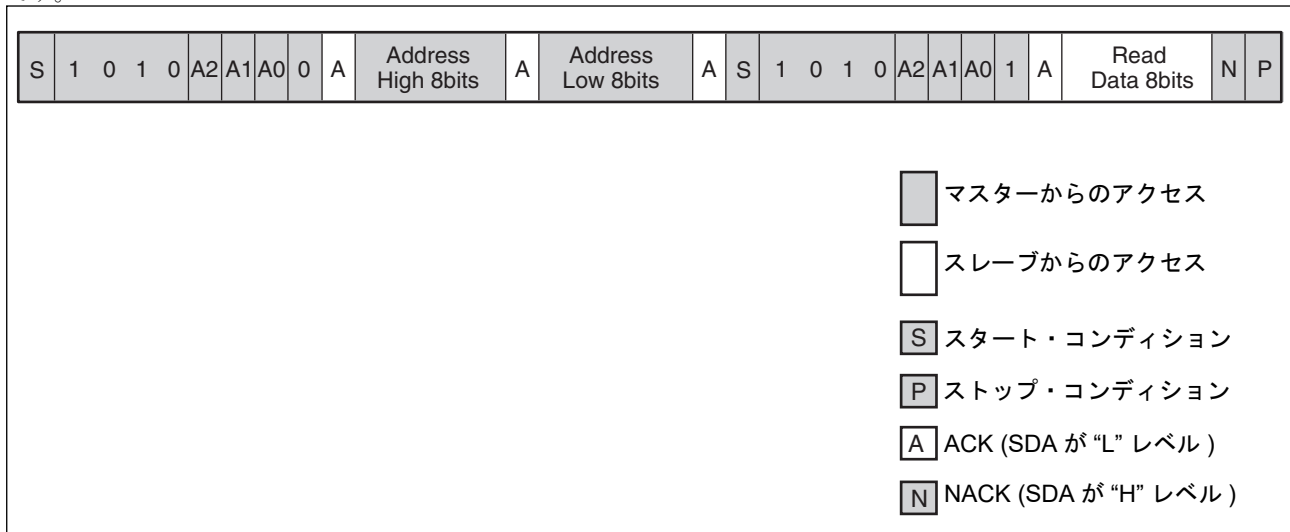 S 1 0 1 0 A2 A1 A0 0 A Address High 8bits A Address Low 8bits A S 1 0 1 0 A2 A1 A0 1 A Read Data 8bits N P
マスターからのアクセス
スレーブからのアクセス
S スタート・コンディション
P ストップ・コンディション
A ACK (SDA が “L” レベル )
N NACK (SDA が “H” レベル )